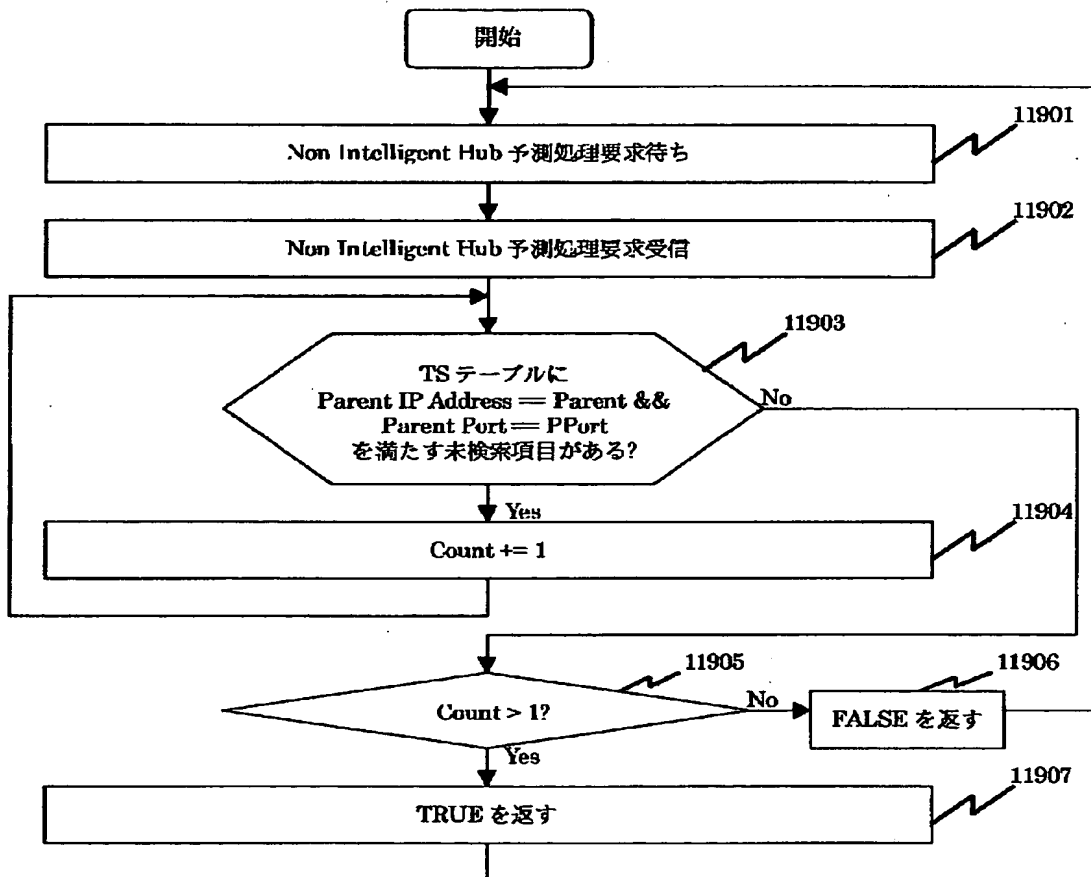 開始
11901
Non Intelligent Hub 予測処理要求待ち
11902
Non Intelligent Hub 予測処理要求受信
11903
TS テーブルに
Parent IP Address == Parent &&
Parent Port == PPort
を満たす未検索項目がある?
No
Yes
11904
Count += 1
11905
Count > 1?
No
11906
FALSE を返す
Yes
11907
TRUE を返す